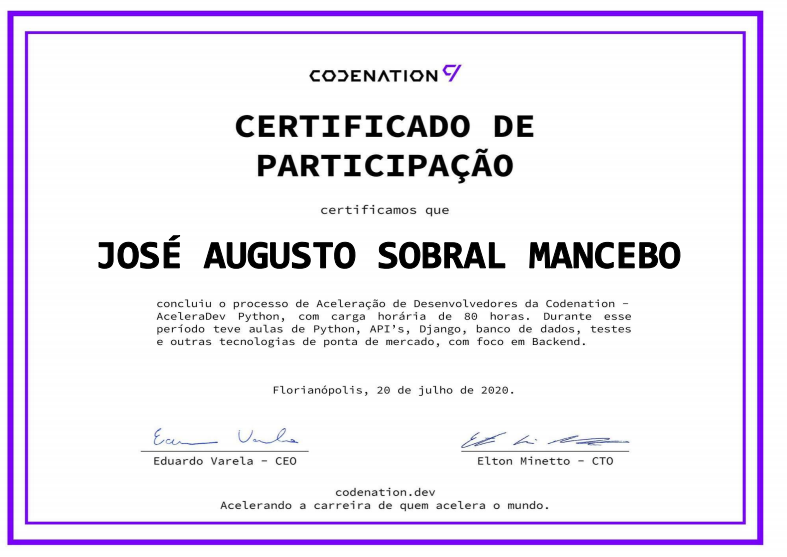 CODENATION
CERTIFICADO DE
PARTICIPAÇÃO
certificamos que
JOSÉ AUGUSTO SOBRAL MANCEBO
concluiu o processo de Aceleração de Desenvolvedores da Codenation –
AceleraDev Python, com carga horária de 80 horas. Durante esse
período teve aulas de Python, API's, Django, banco de dados, testes
e outras tecnologias de ponta de mercado, com foco em Backend.
Florianópolis, 20 de julho de 2020.
Eduardo Varela – CEO
Elton Minetto – CTO
codenation.dev
Acelerando a carreira de quem acelera o mundo.